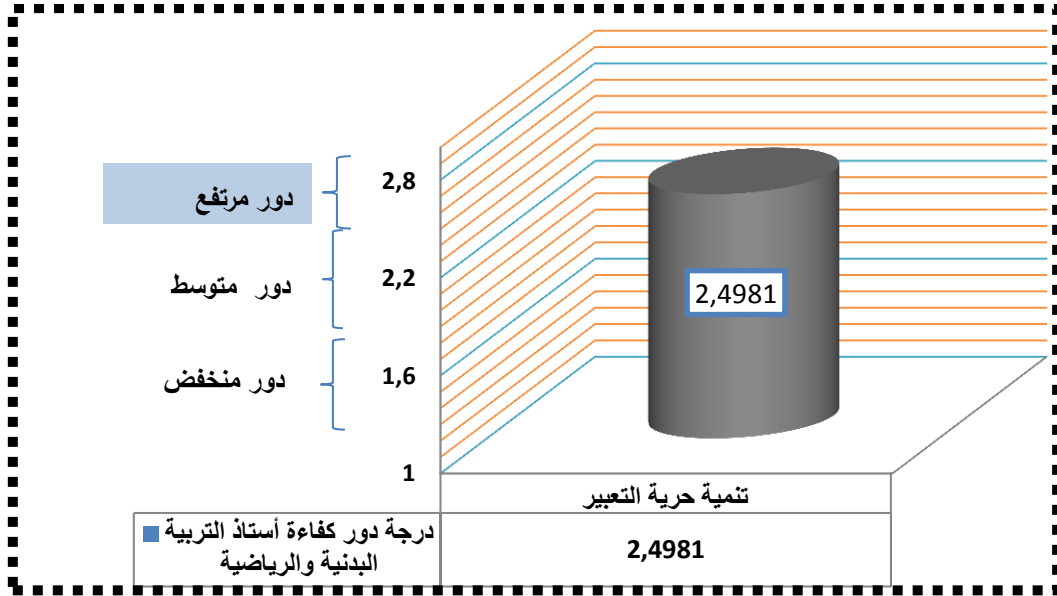 دور مرتفع
دور متوسط
دور منخفض
2,8
2,2
1,6
1
2,4981
تنمية حرية التعبير
درجة دور كفاءة أستاذ التربية
البدنية والرياضية
2,4981